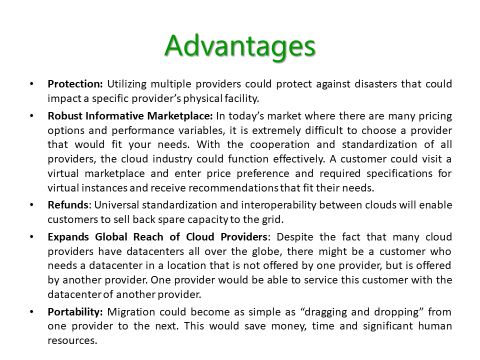 Advantages
• Protection: Utilizing multiple providers could protect against disasters that could
impact a specific provider's physical facility.
• Robust Informative Marketplace: In today's market where there are many pricing
options and performance variables, it is extremely difficult to choose a provider
that would fit your needs. With the cooperation and standardization of all
providers, the cloud industry could function effectively. A customer could visit a
virtual marketplace and enter price preference and required specifications for
virtual instances and receive recommendations that fit their needs.
• Refunds: Universal standardization and interoperability between clouds will enable
customers to sell back spare capacity to the grid.
• Expands Global Reach of Cloud Providers: Despite the fact that many cloud
providers have datacenters all over the globe, there might be a customer who
needs a datacenter in a location that is not offered by one provider, but is offered
by another provider. One provider would be able to service this customer with the
datacenter of another provider.
• Portability: Migration could become as simple as “dragging and dropping” from
one provider to the next. This would save money, time and significant human
resources.